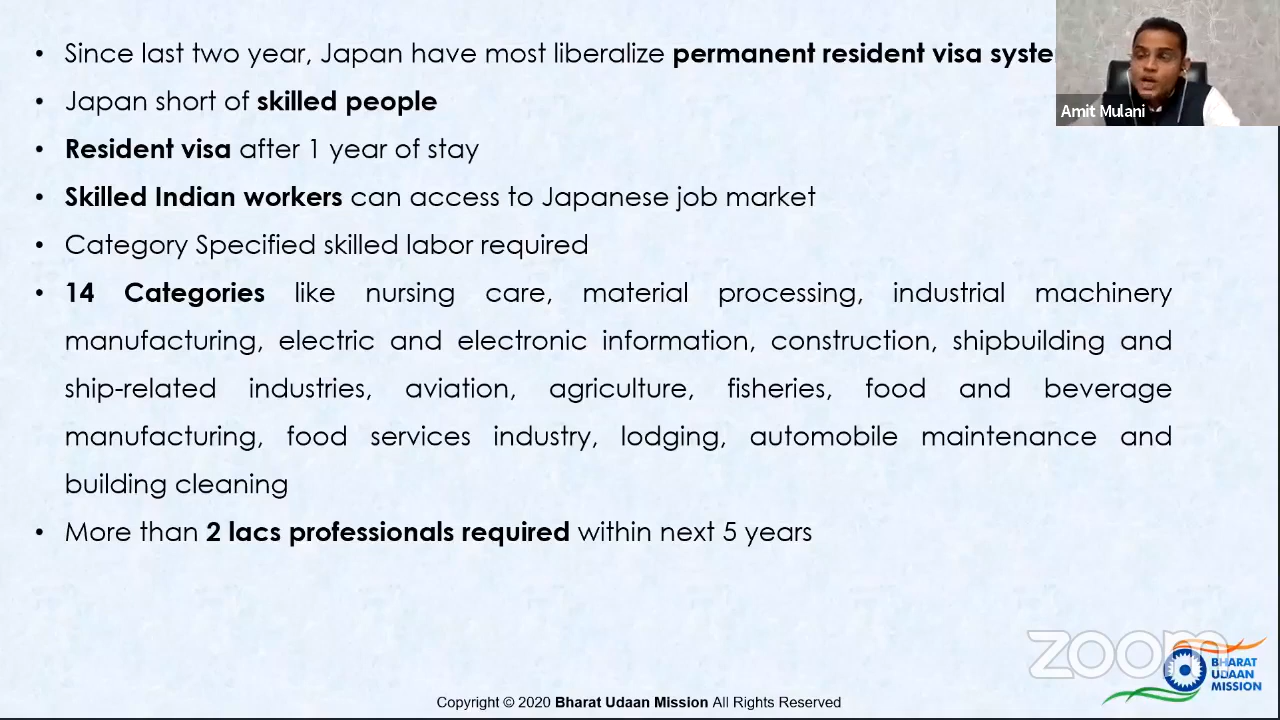 • Since last two year, Japan have most liberalize permanent resident visa syste
Amit Mulani
• Japan short of skilled people
• Resident visa after 1 year of stay
• Skilled Indian workers can access to Japanese job market
• Category Specified skilled labor required
• 14 Categories like nursing care, material processing, industrial machinery
manufacturing, electric and electronic information, construction, shipbuilding and
ship-related industries, aviation, agriculture, fisheries, food and beverage
manufacturing, food services industry, lodging, automobile maintenance and
building cleaning
• More than 2 lacs professionals required within next 5 years
zoom
BHARAT
UDAAN
MISSION
Copyright © 2020 Bharat Udaan Mission All Rights Reserved